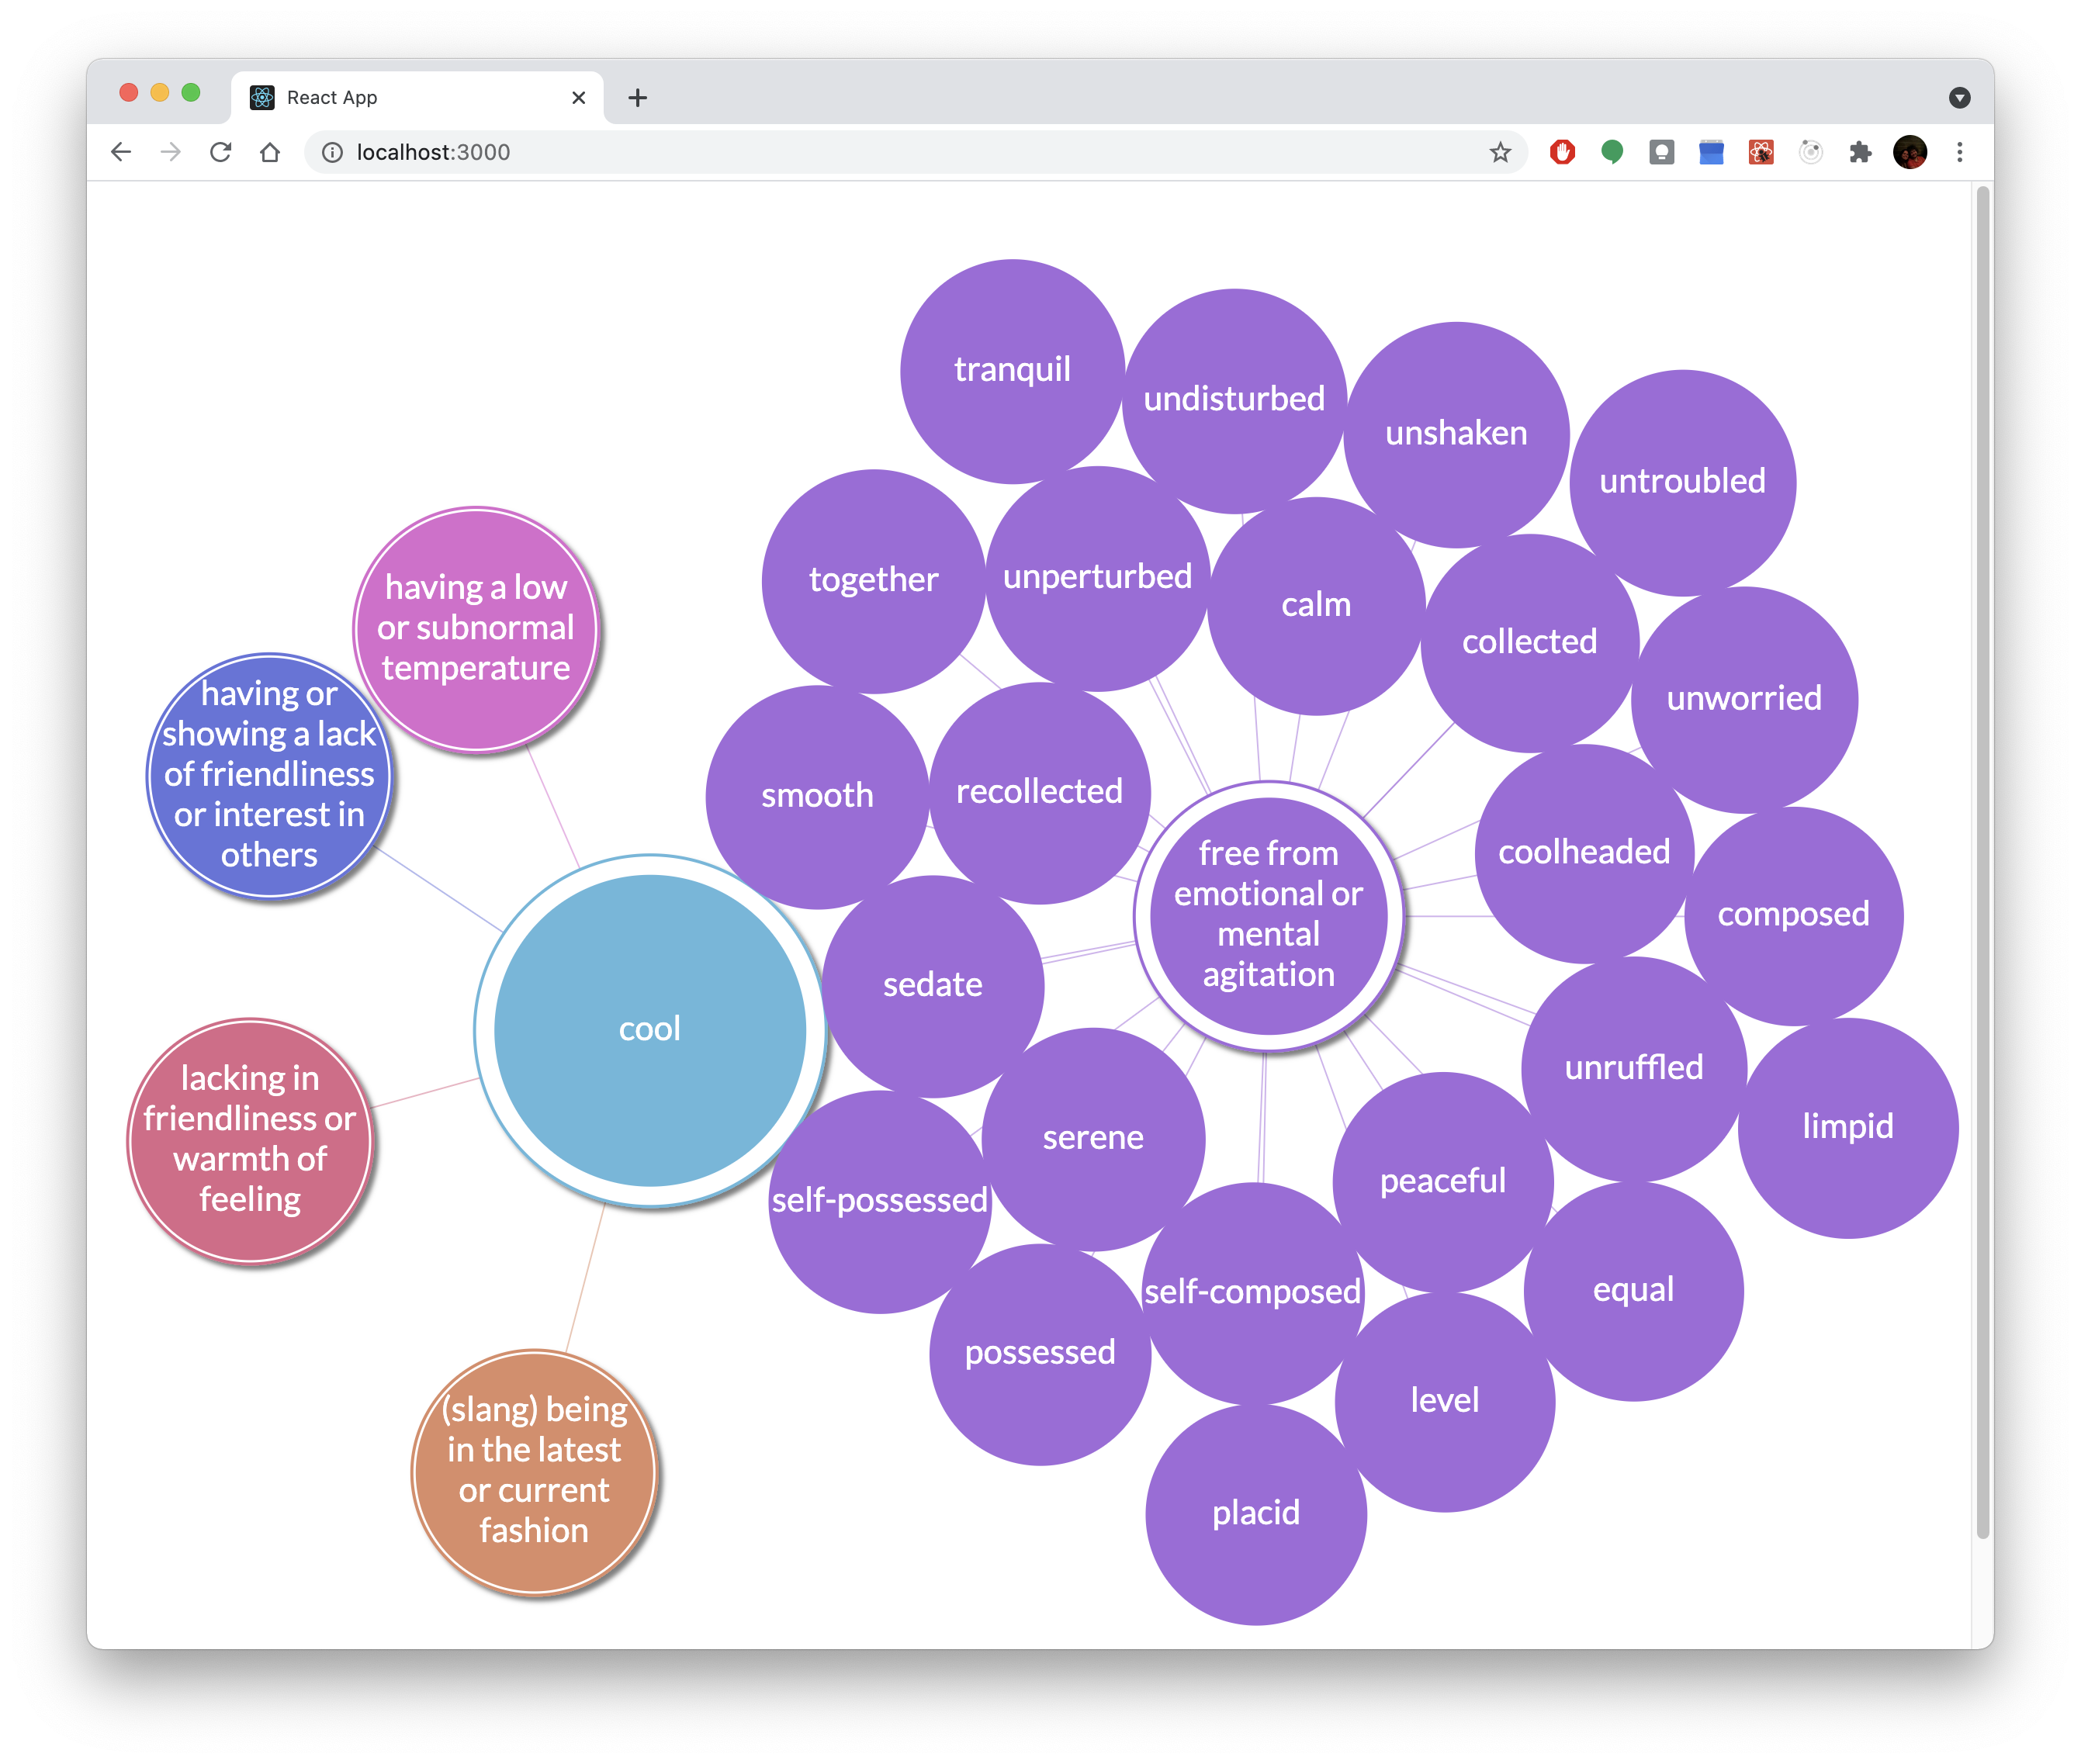 React App
localhost:3000
tranquil
undisturbed
unshaken
untroubled
together
unperturbed
calm
collected
unworried
having a low
or subnormal
temperature
having or
showing a lack
of friendliness
or interest in
others
smooth
recollected
coolheaded
composed
free from
emotional or
mental
agitation
cool
sedate
unruffled
limpid
lacking in
friendliness or
warmth of
feeling
self-possessed
serene
peaceful
equal
possessed
self-composed
level
(slang) being
in the latest
or current
fashion
placid